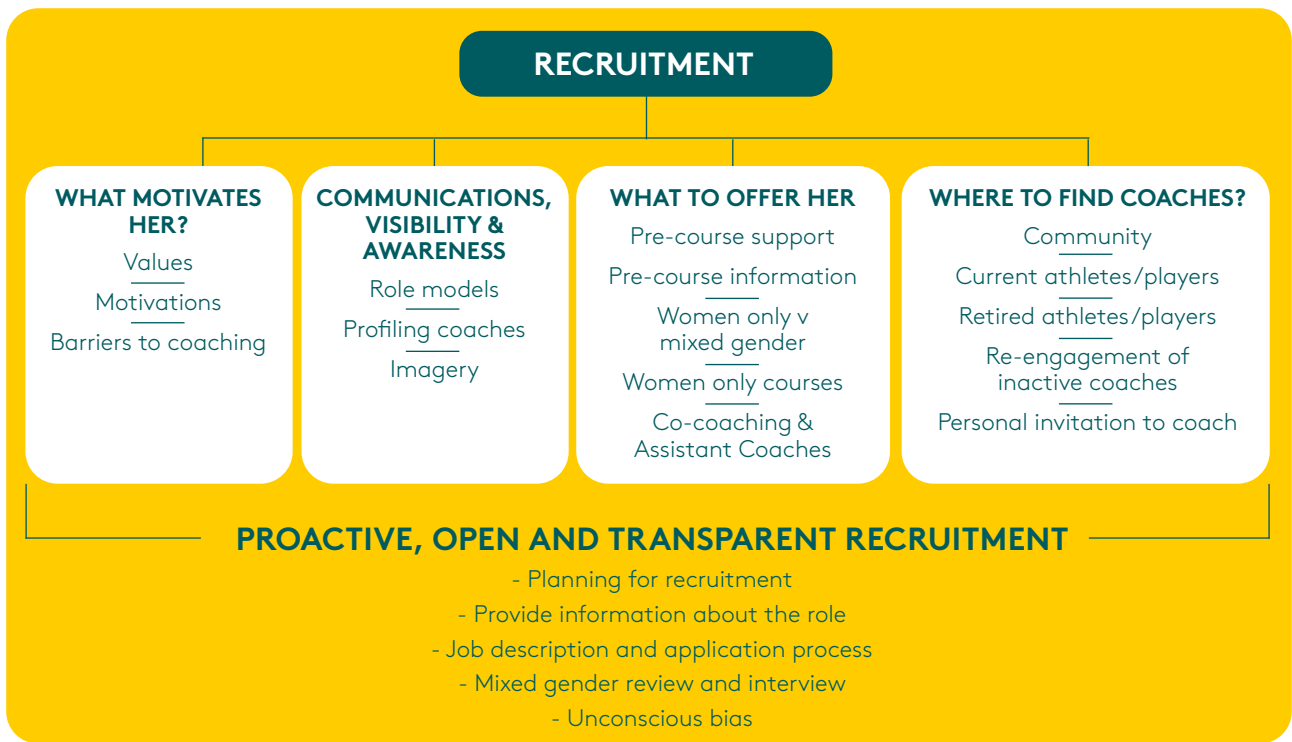 RECRUITMENT
WHAT MOTIVATES
HER?
Values
Motivations
Barriers to coaching
COMMUNICATIONS,
VISIBILITY &
AWARENESS
Role models
Profiling coaches
Imagery
WHAT TO OFFER HER
Pre-course support
Pre-course information
Women only v
mixed gender
Women only courses
Co-coaching &
Assistant Coaches
WHERE TO FIND COACHES?
Community
Current athletes/players
Retired athletes/players
Re-engagement of
inactive coaches
Personal invitation to coach
PROACTIVE, OPEN AND TRANSPARENT RECRUITMENT
- Planning for recruitment
- Provide information about the role
- Job description and application process
- Mixed gender review and interview
- Unconscious bias